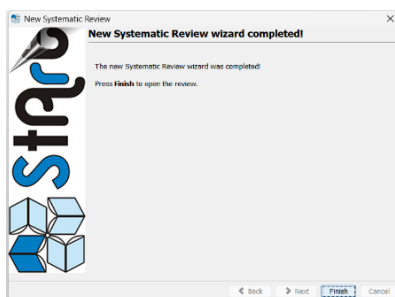 New Systematic Review
New Systematic Review wizard completed!
The new Systematic Review wizard was completed!
Press Finish to open the review.
StArt
Back
Next
Finish
Cancel